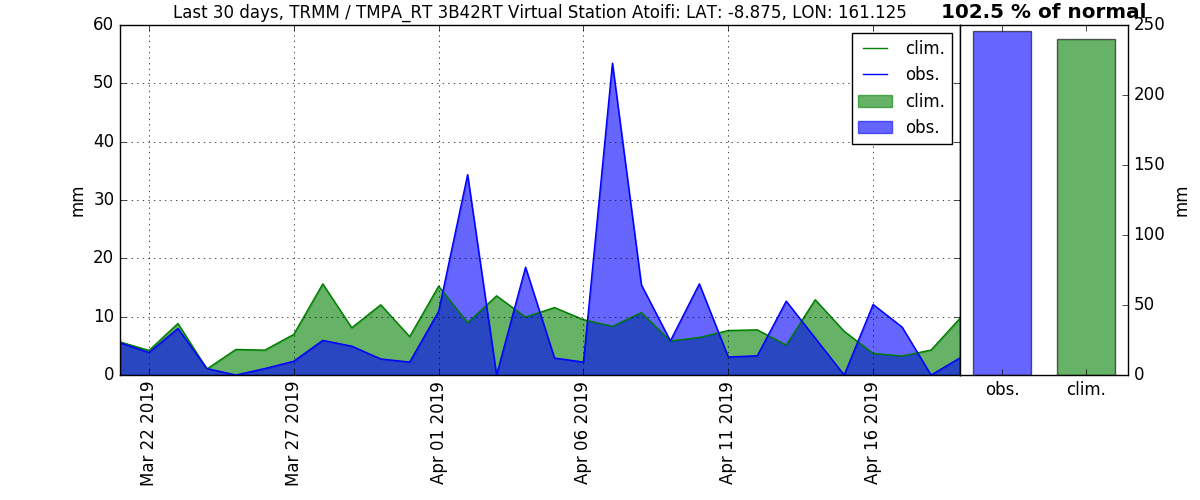 Last 30 days, TRMM / TMPA_RT 3B42RT Virtual Station Atoifi: LAT: -8.875, LON: 161.125
102.5 % of normal
60
50
40
30
20
10
0
mm
clim.
obs.
clim.
obs.
250
200
150
100
50
0
mm
obs.
clim.
Mar 22 2019
Mar 27 2019
Apr 01 2019
Apr 06 2019
Apr 11 2019
Apr 16 2019